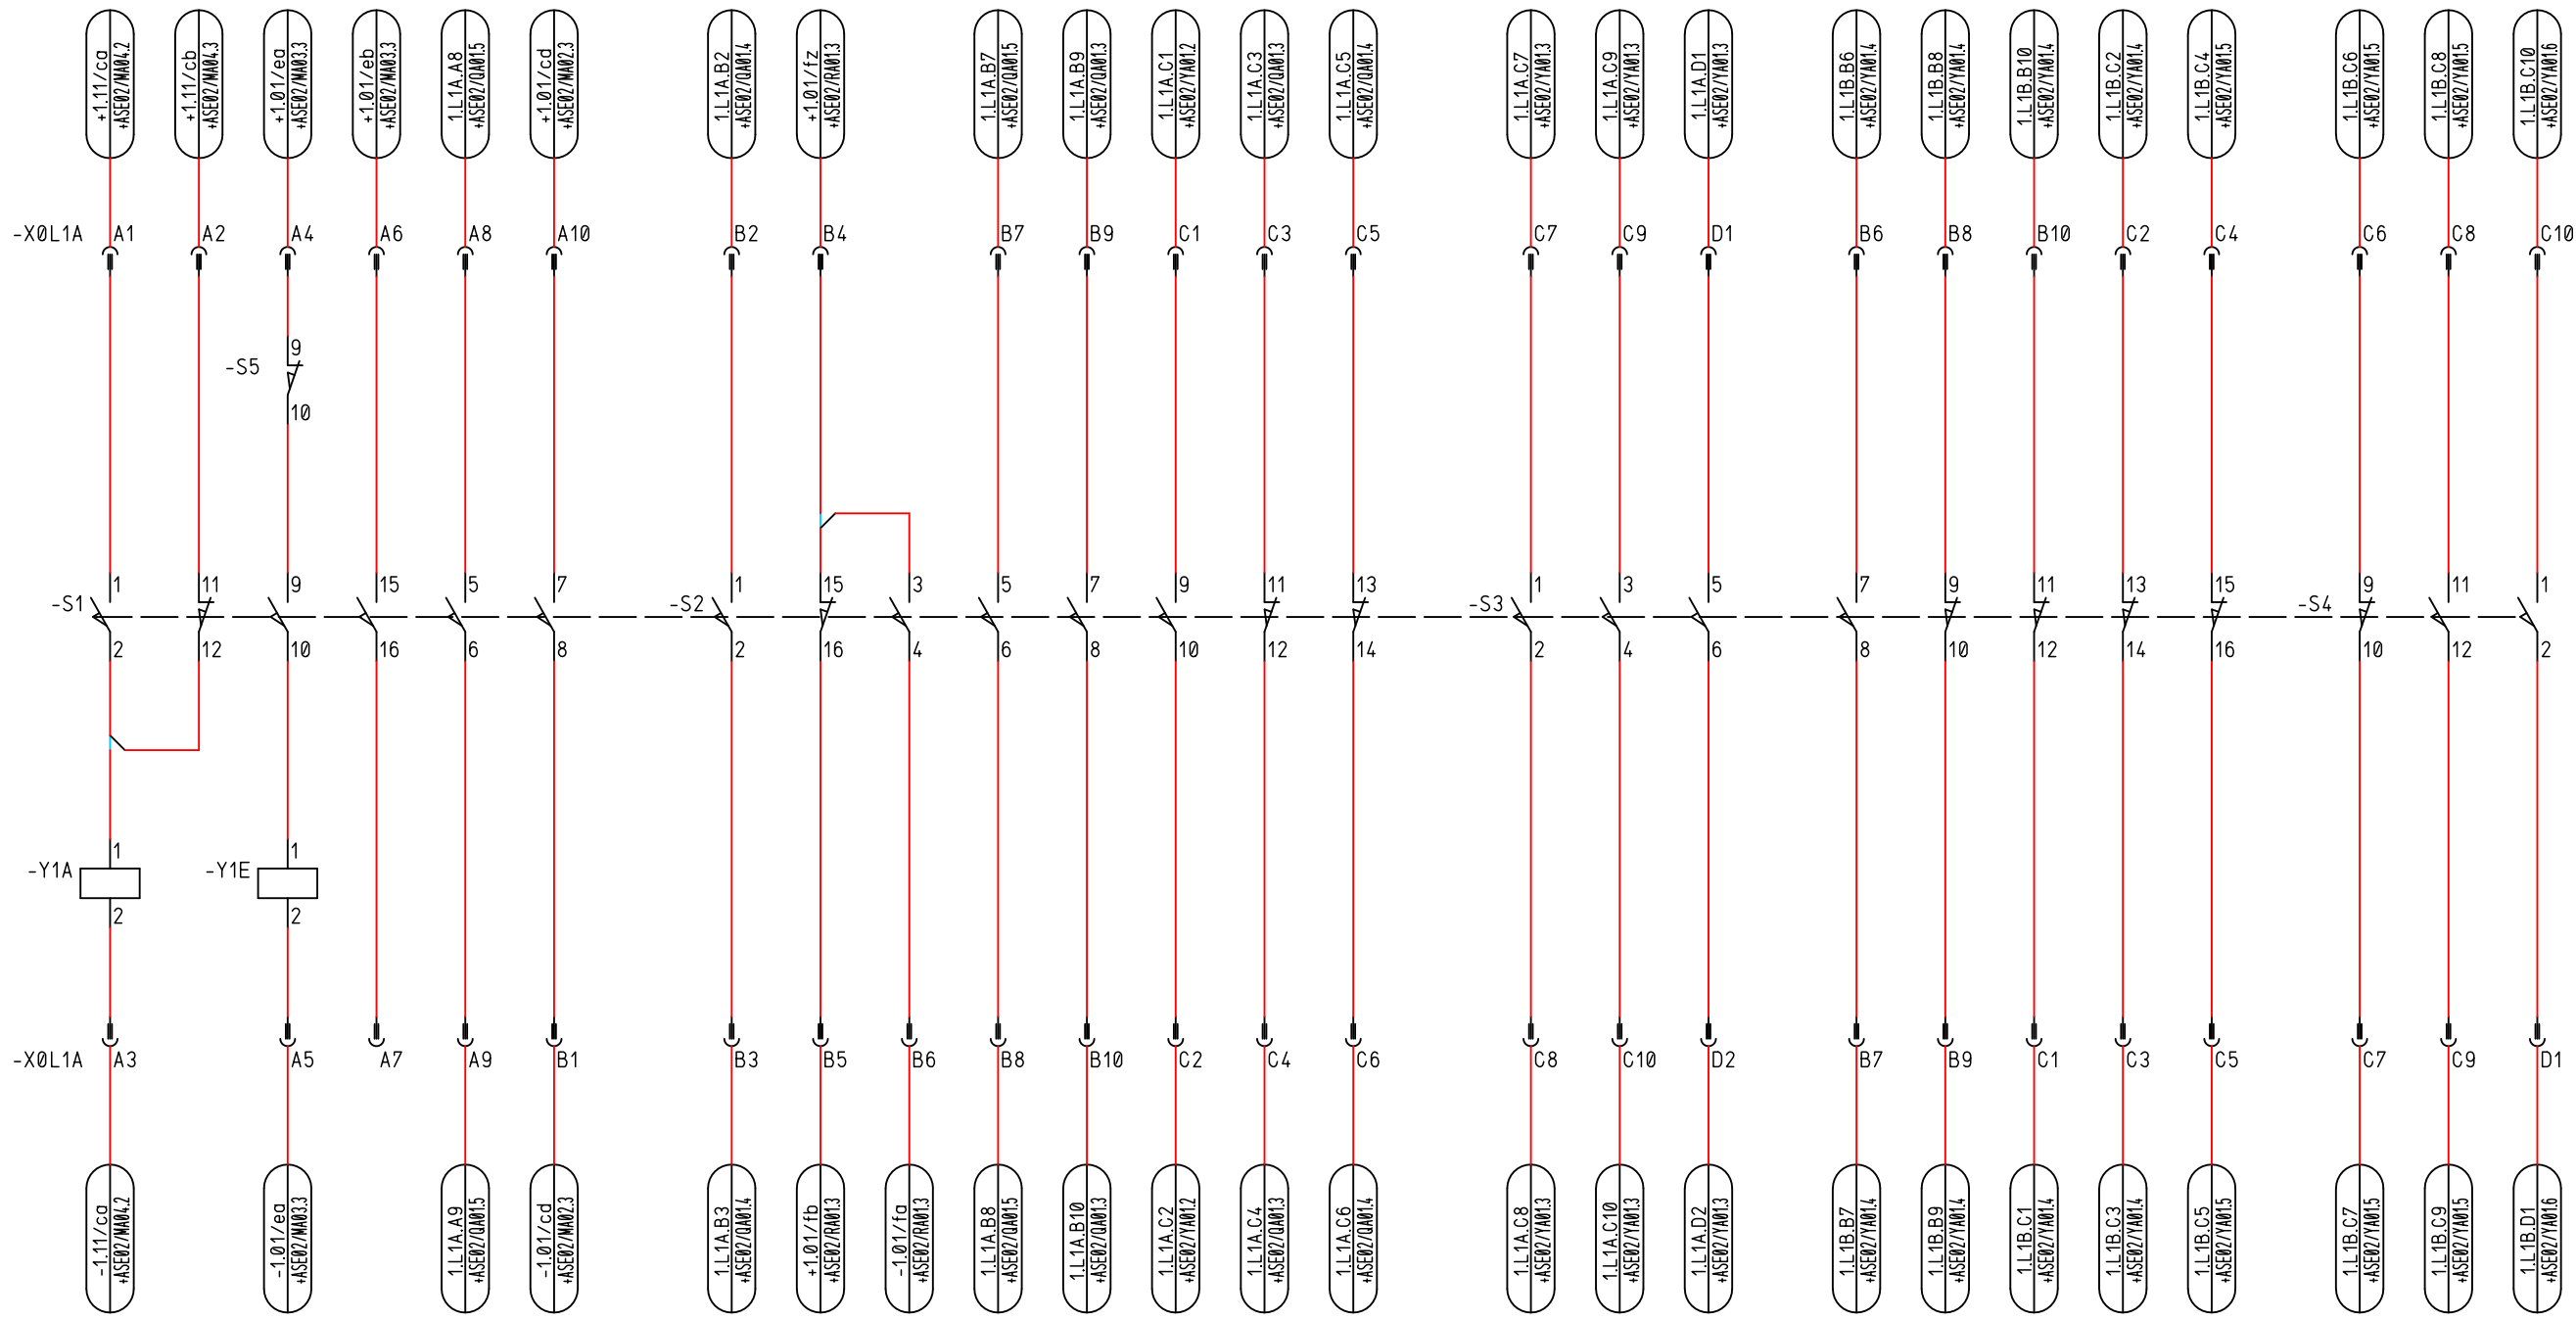 +1.11/ca
+ASE02/MA04.2
+1.11/cb
+ASE02/MA04.3
+1.01/ea
+ASE02/MA03.3
+1.01/eb
+ASE02/MA03.3
1.L1A.A8
+ASE02/QA01.5
+1.01/cd
+ASE02/MA02.3
1.L1A.B2
+ASE02/QA01.4
+1.01/fz
+ASE02/RA01.3
1.L1A.B7
+ASE02/QA01.5
1.L1A.B9
+ASE02/QA01.3
1.L1A.C1
+ASE02/YA01.2
1.L1A.C3
+ASE02/QA01.3
1.L1A.C5
+ASE02/QA01.4
1.L1A.C7
+ASE02/YA01.3
1.L1A.C9
+ASE02/YA01.3
1.L1A.D1
+ASE02/YA01.3
1.L1B.B6
+ASE02/YA01.4
1.L1B.B8
+ASE02/YA01.4
1.L1B.B10
+ASE02/YA01.4
1.L1B.C2
+ASE02/YA01.4
1.L1B.C4
+ASE02/YA01.5
1.L1B.C6
+ASE02/YA01.5
1.L1B.C8
+ASE02/YA01.5
1.L1B.C10
+ASE02/YA01.6
-X0L1A A1 A2 A4 A6 A8 A10 B2 B4 B7 B9 C1 C3 C5 C7 C9 D1 B6 B8 B10 C2 C4 C6 C8 C10
9
-S5
10
1 11 9 15 5 7 1 15 3 5 7 9 11 13 1 3 5 7 9 11 13 15 9 11 1
-S1 -S2 -S3 -S4
2 12 10 16 6 8 2 16 4 6 8 10 12 14 2 4 6 8 10 12 14 16 10 12 2
1 1
-Y1A -Y1E
2 2
-X0L1A A3 A5 A7 A9 B1 B3 B5 B6 B8 B10 C2 C4 C6 C8 C10 D2 B7 B9 C1 C3 C5 C7 C9 D1
-1.11/ca
+ASE02/MA04.2
-1.01/ea
+ASE02/MA03.3
1.L1A.A9
+ASE02/QA01.5
-1.01/cd
+ASE02/MA02.3
1.L1A.B3
+ASE02/QA01.4
+1.01/fb
+ASE02/RA01.3
-1.01/fa
+ASE02/RA01.3
1.L1A.B8
+ASE02/QA01.5
1.L1A.B10
+ASE02/QA01.3
1.L1A.C2
+ASE02/YA01.2
1.L1A.C4
+ASE02/QA01.3
1.L1A.C6
+ASE02/QA01.4
1.L1A.C8
+ASE02/YA01.3
1.L1A.C10
+ASE02/YA01.3
1.L1A.D2
+ASE02/YA01.3
1.L1B.B7
+ASE02/YA01.4
1.L1B.B9
+ASE02/YA01.4
1.L1B.C1
+ASE02/YA01.4
1.L1B.C3
+ASE02/YA01.4
1.L1B.C5
+ASE02/YA01.5
1.L1B.C7
+ASE02/YA01.5
1.L1B.C9
+ASE02/YA01.5
1.L1B.D1
+ASE02/YA01.6